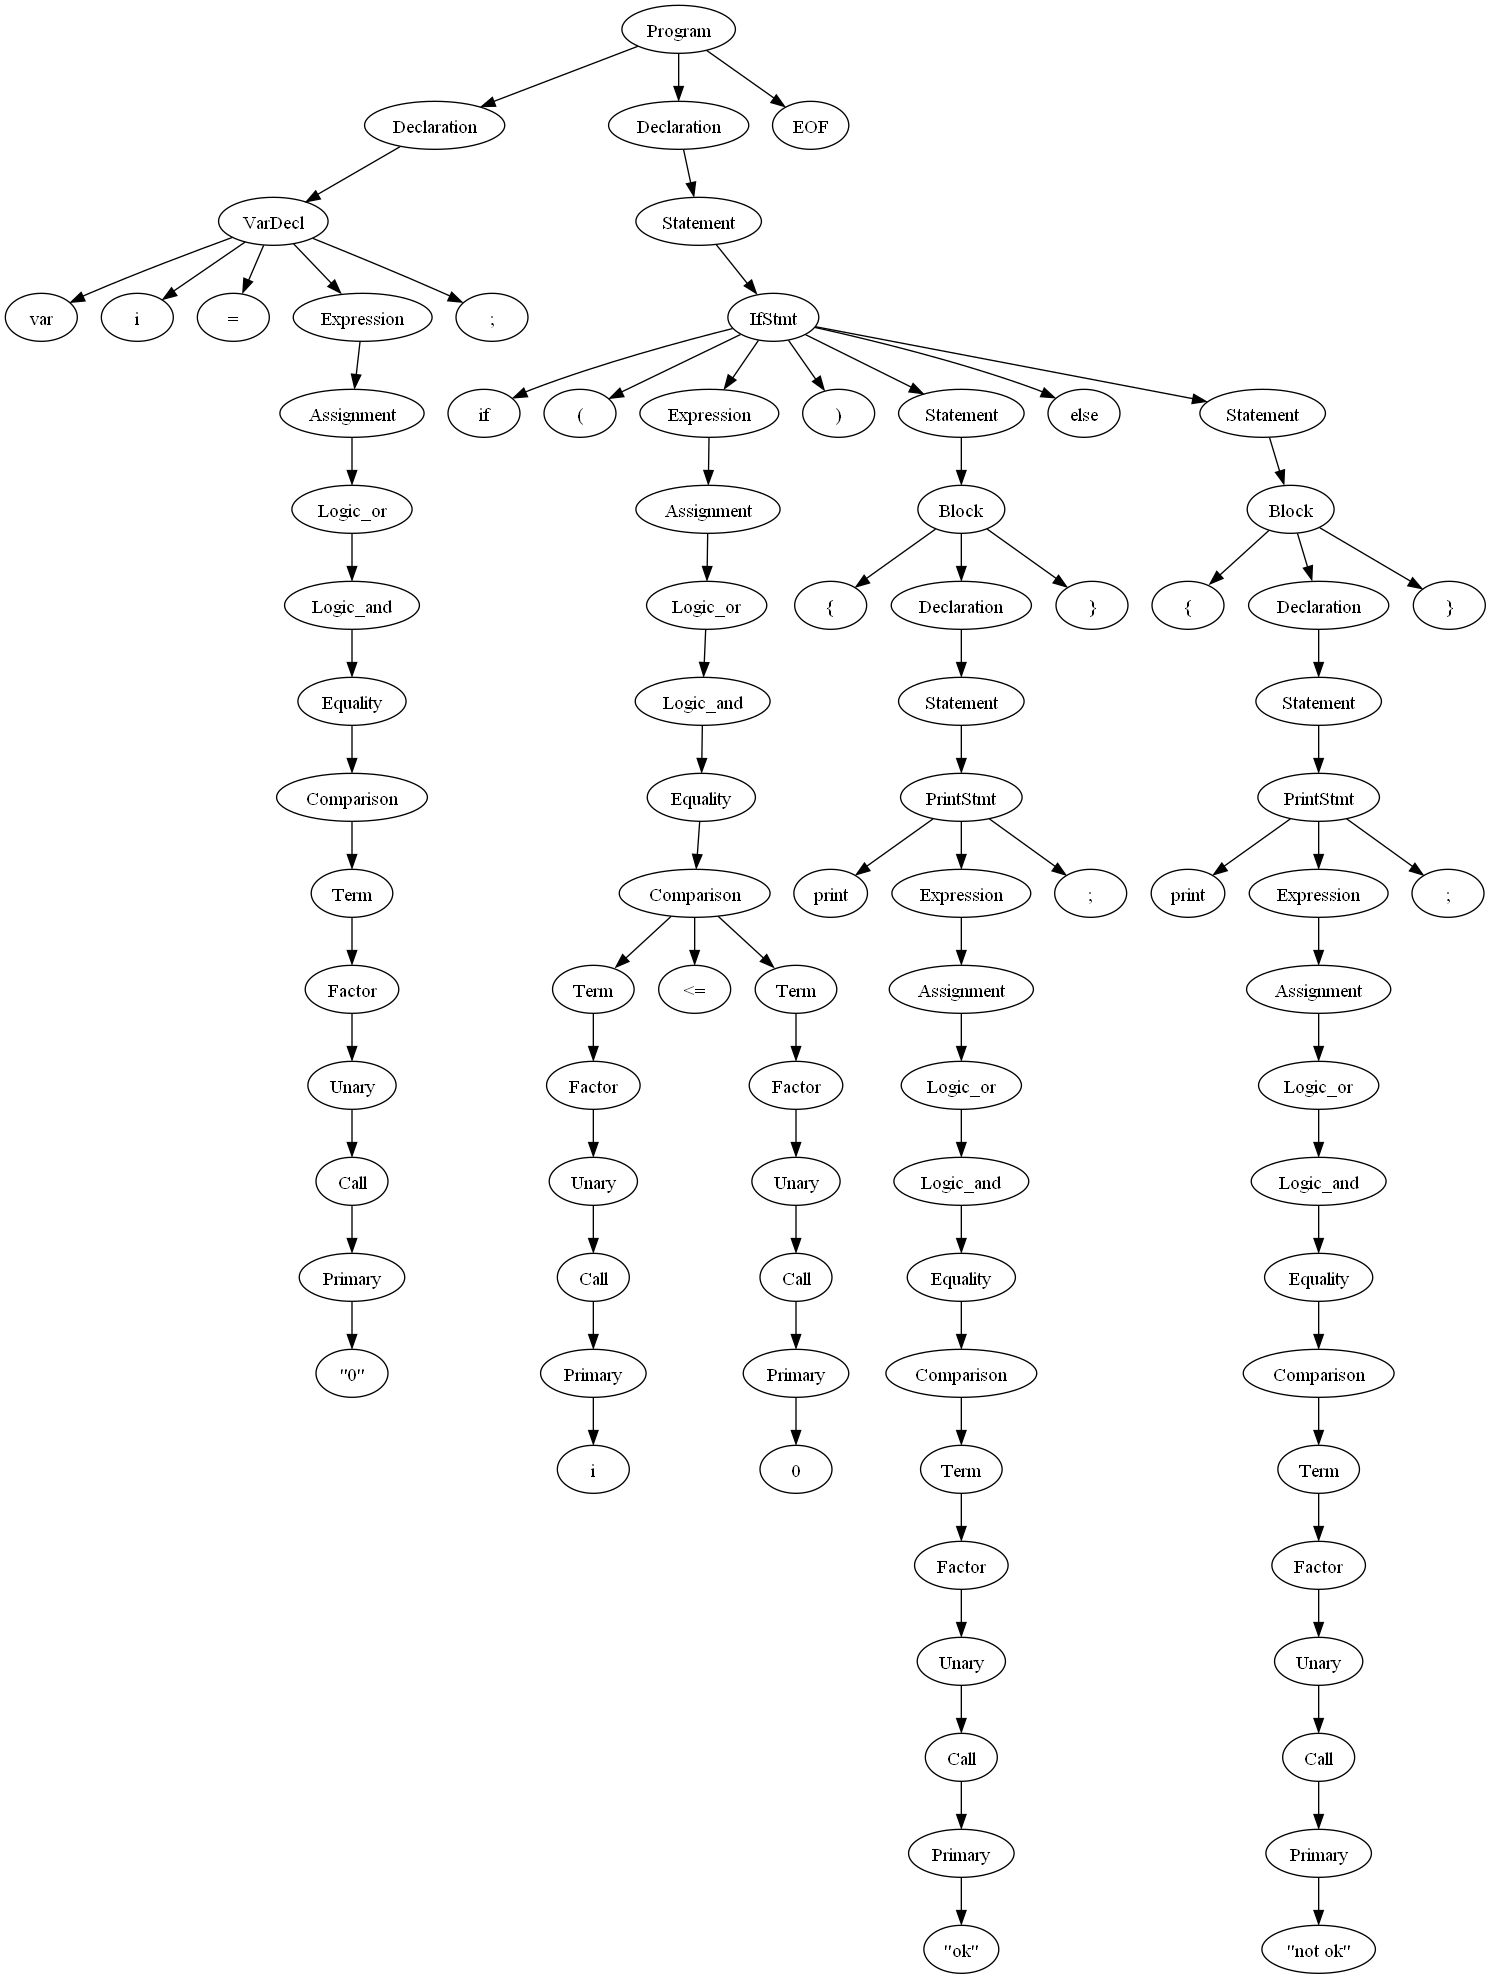 Program
Declaration Declaration EOF
VarDecl Statement
var i = Expression ; IfStmt
Assignment if ( Expression ) Statement else Statement
Logic_or Assignment Block Block
Logic_and Logic_or { Declaration } { Declaration }
Equality Logic_and Statement Statement
Comparison Equality PrintStmt PrintStmt
Term Comparison print Expression ; print Expression ;
Factor Term <= Term Assignment Assignment
Unary Factor Factor Logic_or Logic_or
Call Unary Unary Logic_and Logic_and
Primary Call Call Equality Equality
"0" Primary Primary Comparison Comparison
i 0 Term Term
Factor Factor
Unary Unary
Call Call
Primary Primary
"ok" "not ok"